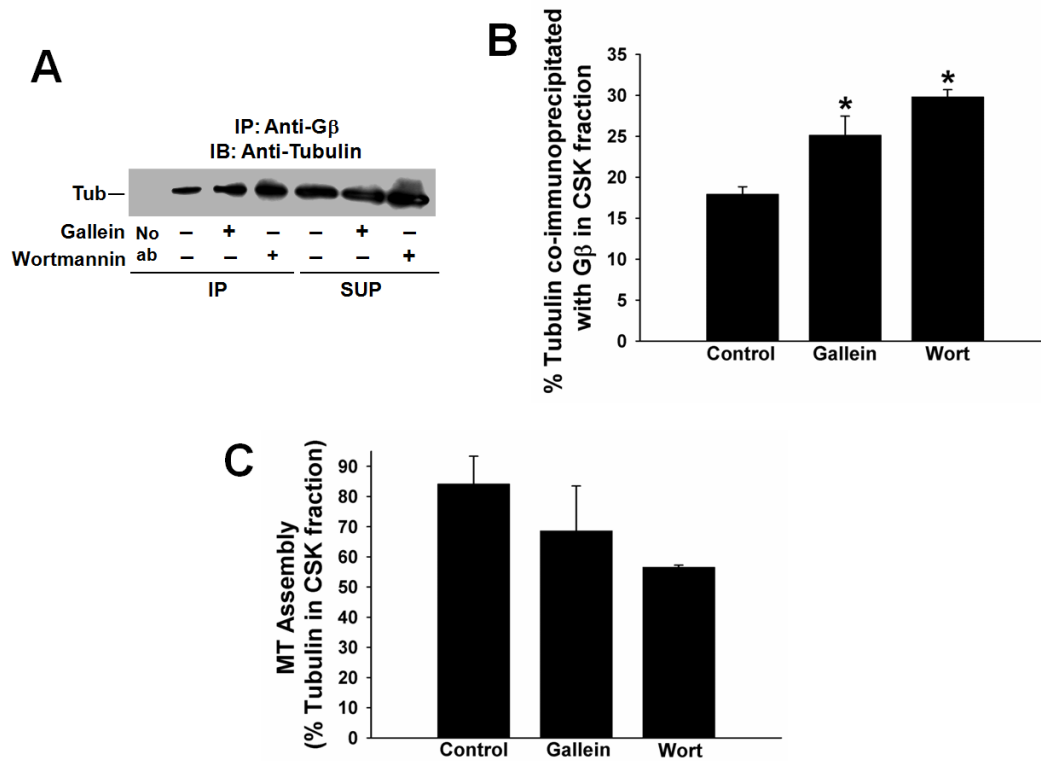 A
IP: Anti-Gβ
IB: Anti-Tubulin
Tub
Gallein No – + – – + –
Wortmannin ab – – + – – +
IP SUP
B
% Tubulin co-immunoprecipitated
with Gβ in CSK fraction
35
30
25
20
15
10
5
0
* *
Control Gallein Wort
C
MT Assembly
(% Tubulin in CSK fraction)
90
80
70
60
50
40
30
20
10
0
Control Gallein Wort